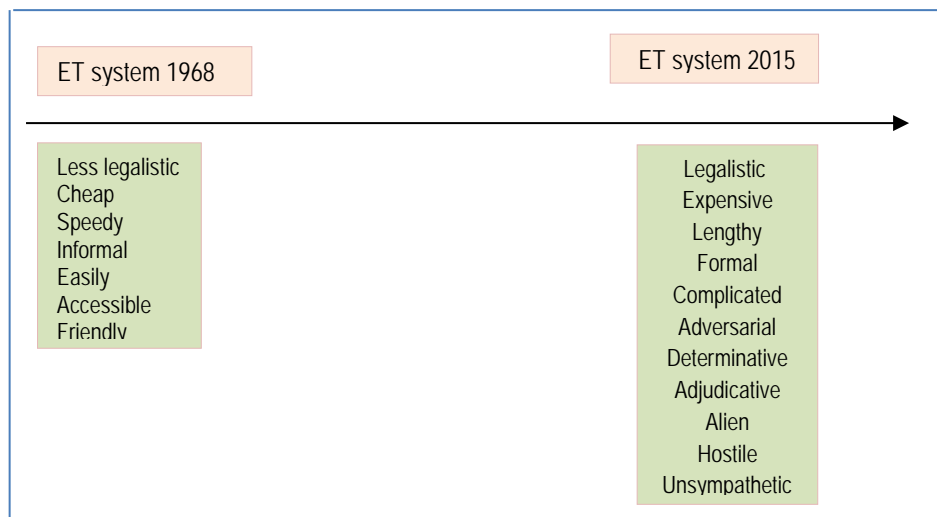 ET system 1968
ET system 2015
Less legalistic
Cheap
Speedy
Informal
Easily
Accessible
Friendly
Legalistic
Expensive
Lengthy
Formal
Complicated
Adversarial
Determinative
Adjudicative
Alien
Hostile
Unsympathetic